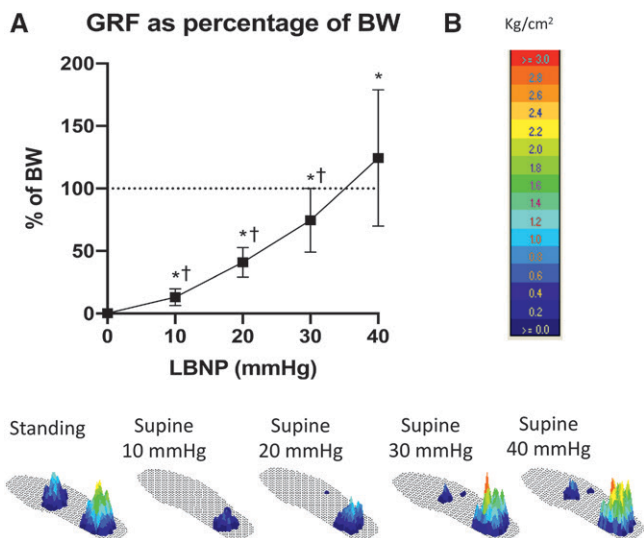 A GRF as percentage of BW
200
150
100
50
0
% of BW
*†
*†
*†
*
0 10 20 30 40
LBNP (mmHg)
B Kg/cm²
>= 3.0
2.8
2.6
2.4
2.2
2.0
1.8
1.6
1.4
1.2
1.0
0.8
0.6
0.4
0.2
>= 0.0
Standing
Supine
10 mmHg
Supine
20 mmHg
Supine
30 mmHg
Supine
40 mmHg